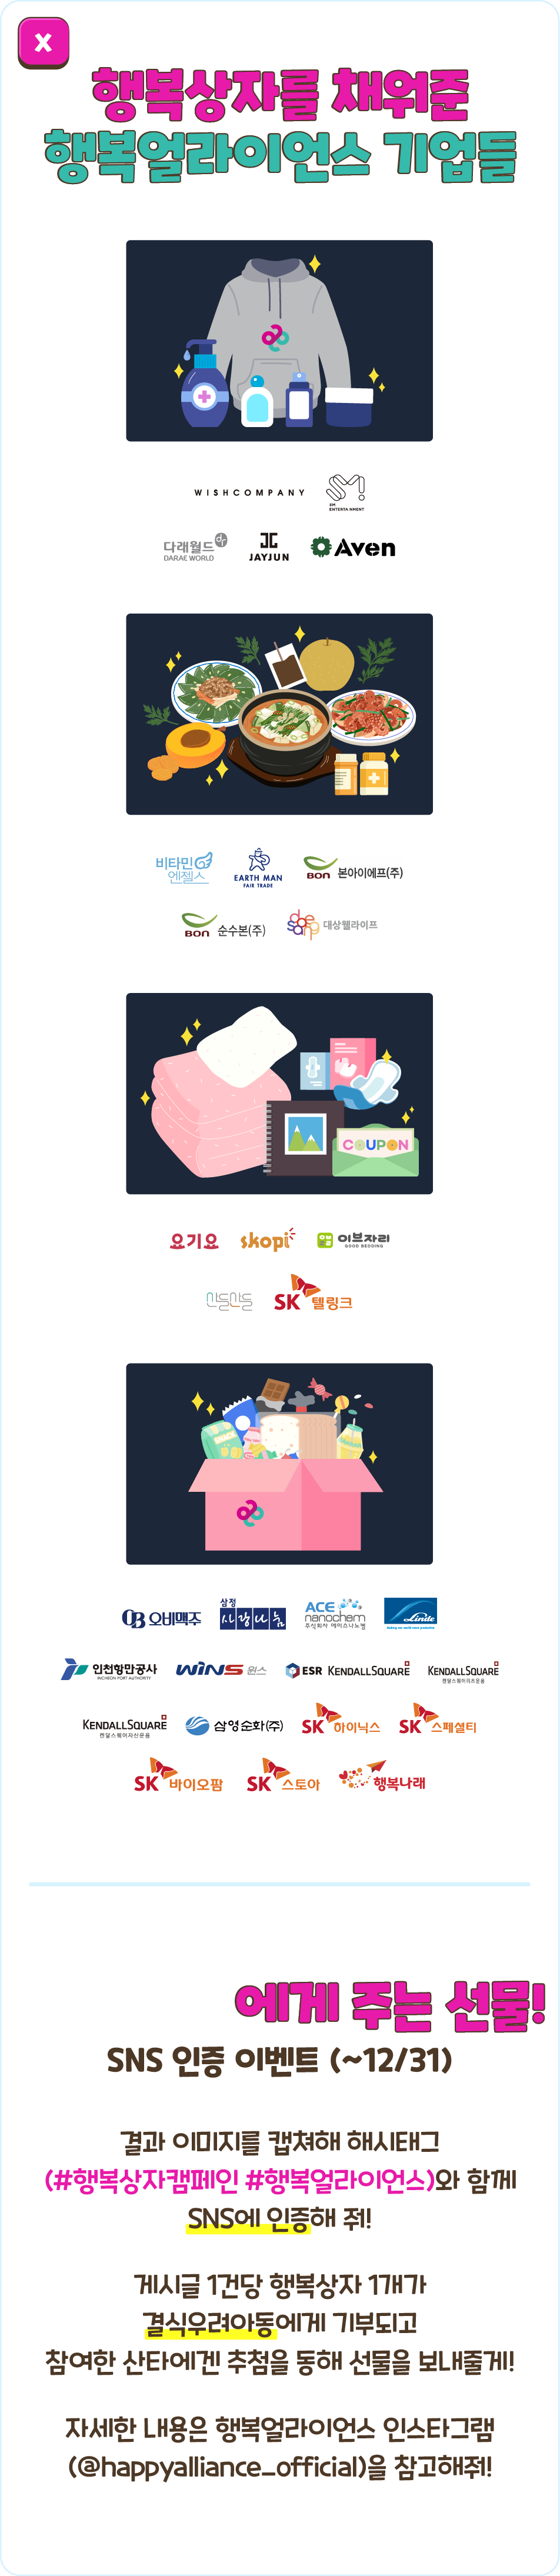 X
행복상자를 채워준
행복얼라이언스 기업들
WISHCOMPANY
SM ENTERTAINMENT
다래월드
DARAE WORLD
JAYJUN
Aven
비타민엔젤스
EARTH MAN
FAIR TRADE
BON 본아이에프(주)
BON 순수본(주)
daesang 대상웰라이프
COUPON
요기요
skopi
이브자리
GOOD BEDDING
산들산들
SK 텔링크
OB 오비맥주
삼정 사랑나눔
ACE nanochem
주식회사 에이스나노켐
Linde
인천항만공사
INCHEON PORT AUTHORITY
WINS 윈스
ESR KENDALLSQUARE
KENDALLSQUARE
켄달스퀘어리츠운용
KENDALLSQUARE
켄달스퀘어자산운용
삼영순화(주)
SK 하이닉스
SK 스페셜티
SK 바이오팜
SK 스토아
행복나래
에게 주는 선물!
SNS 인증 이벤트 (~12/31)
결과 이미지를 캡쳐해 해시태그
(#행복상자캠페인 #행복얼라이언스)와 함께
SNS에 인증해 줘!
게시글 1건당 행복상자 1개가
결식우려아동에게 기부되고
참여한 산타에겐 추첨을 통해 선물을 보내줄게!
자세한 내용은 행복얼라이언스 인스타그램
(@happyalliance_official)을 참고해줘!